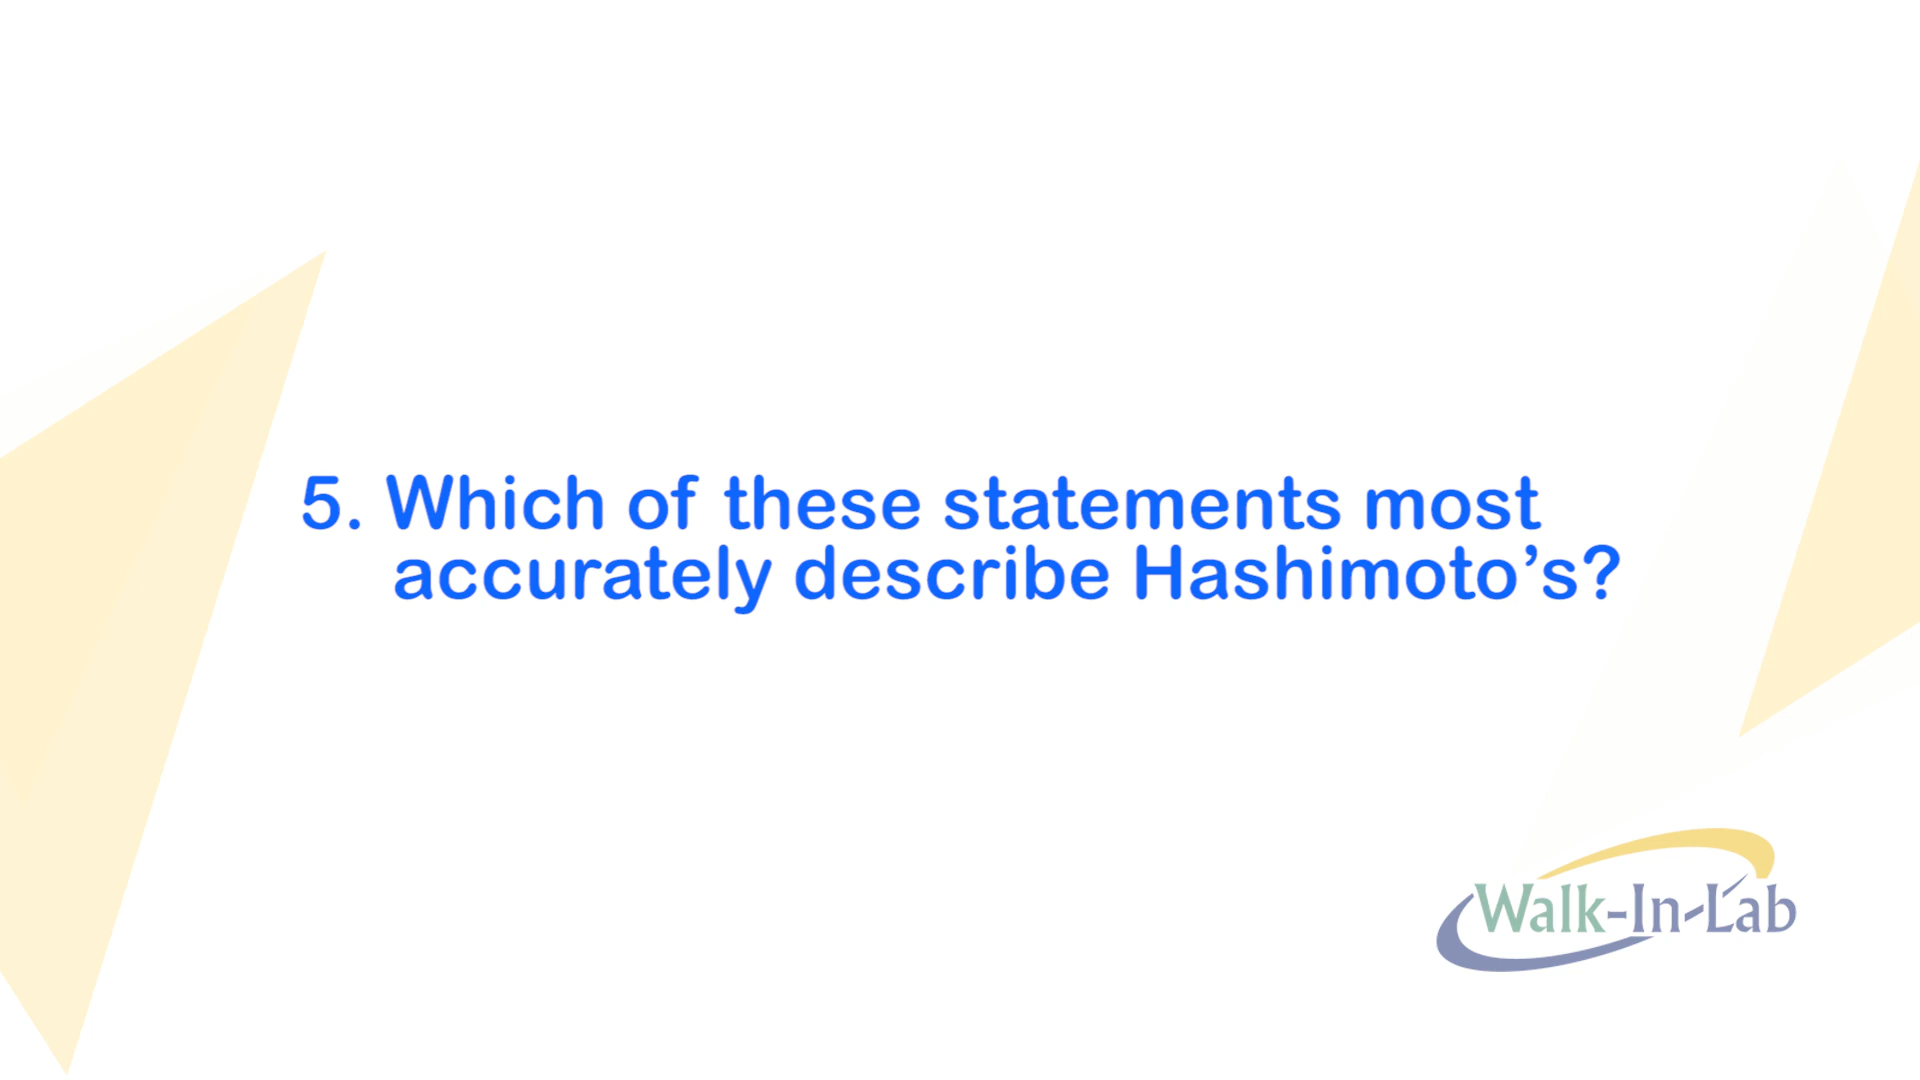 5. Which of these statements most
accurately describe Hashimoto’s?
Walk-In-Lab